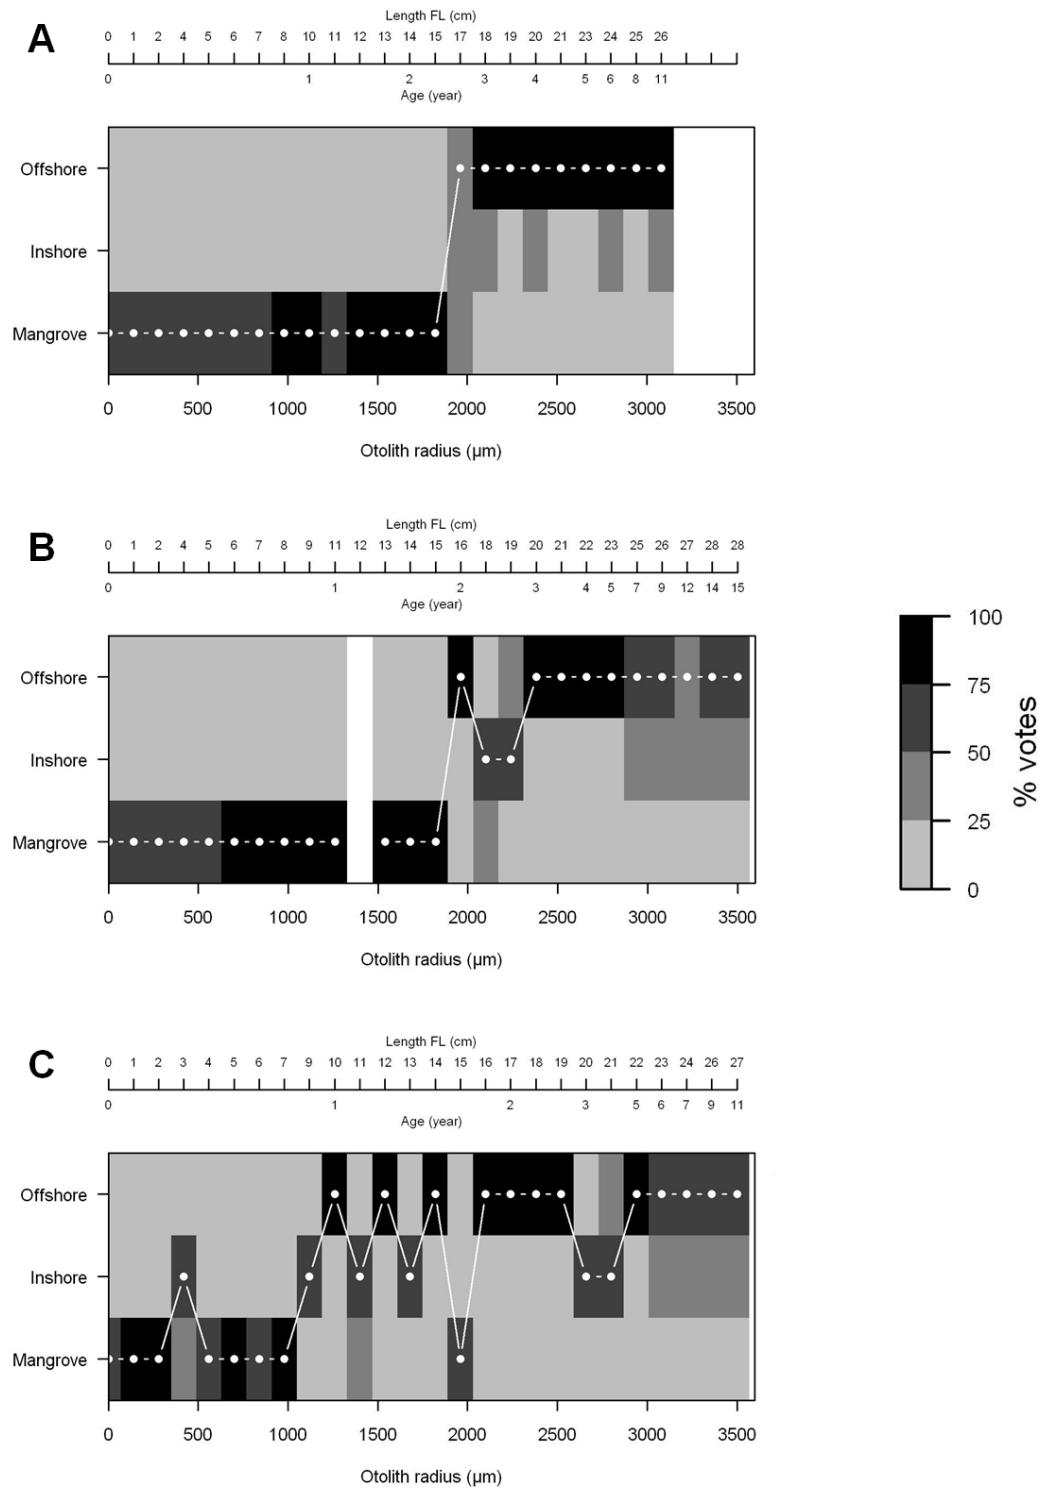 A
Length FL (cm)
0 1 2 4 5 6 7 8 10 11 12 13 14 15 17 18 19 20 21 23 24 25 26
0 1 2 3 4 5 6 8 11
Age (year)
Offshore
Inshore
Mangrove
0 500 1000 1500 2000 2500 3000 3500
Otolith radius (µm)
B
Length FL (cm)
0 1 2 4 5 6 7 8 9 11 12 13 14 15 16 18 19 20 21 22 23 25 26 27 28 28
0 1 2 3 4 5 7 9 12 14 15
Age (year)
Offshore
Inshore
Mangrove
0 500 1000 1500 2000 2500 3000 3500
Otolith radius (µm)
100
75
50
25
0
% votes
C
Length FL (cm)
0 1 2 3 4 5 6 7 9 10 11 12 13 14 15 16 17 18 19 20 21 22 24 26 27
0 1 2 3 5 6 7 9 11
Age (year)
Offshore
Inshore
Mangrove
0 500 1000 1500 2000 2500 3000 3500
Otolith radius (µm)